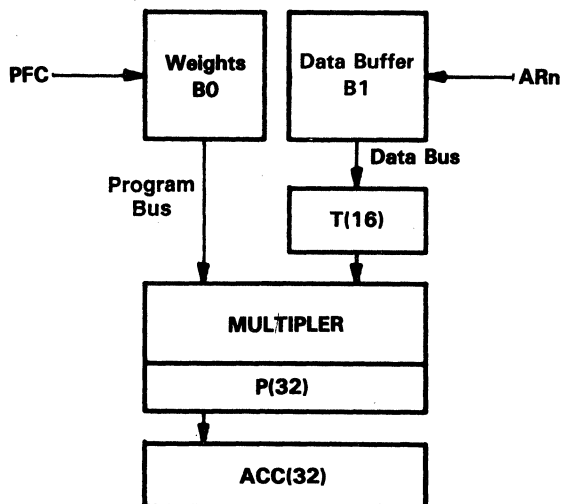 PFC
Weights
B0
Data Buffer
B1
ARn
Program
Bus
Data Bus
T(16)
MULTIPLER
P(32)
ACC(32)